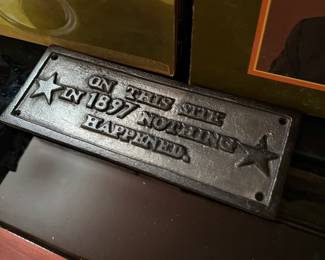 ON THIS SITE
IN 1897 NOTHING
HAPPENED.